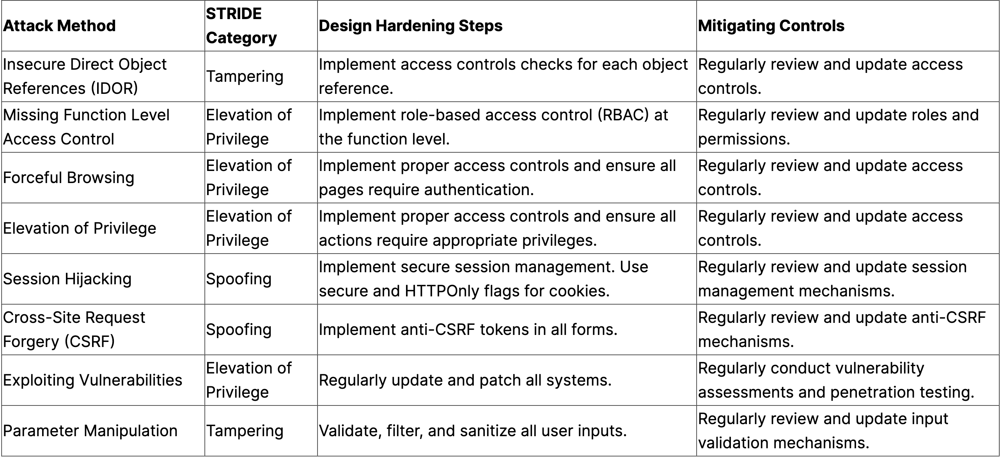 Attack Method
STRIDE
Category
Design Hardening Steps
Mitigating Controls
Insecure Direct Object
References (IDOR)
Tampering
Implement access controls checks for each object
reference.
Regularly review and update access
controls.
Missing Function Level
Access Control
Elevation of
Privilege
Implement role-based access control (RBAC) at
the function level.
Regularly review and update roles and
permissions.
Forceful Browsing
Elevation of
Privilege
Implement proper access controls and ensure all
pages require authentication.
Regularly review and update access
controls.
Elevation of Privilege
Elevation of
Privilege
Implement proper access controls and ensure all
actions require appropriate privileges.
Regularly review and update access
controls.
Session Hijacking
Spoofing
Implement secure session management. Use
secure and HTTPOnly flags for cookies.
Regularly review and update session
management mechanisms.
Cross-Site Request
Forgery (CSRF)
Spoofing
Implement anti-CSRF tokens in all forms.
Regularly review and update anti-CSRF
mechanisms.
Exploiting Vulnerabilities
Elevation of
Privilege
Regularly update and patch all systems.
Regularly conduct vulnerability
assessments and penetration testing.
Parameter Manipulation
Tampering
Validate, filter, and sanitize all user inputs.
Regularly review and update input
validation mechanisms.